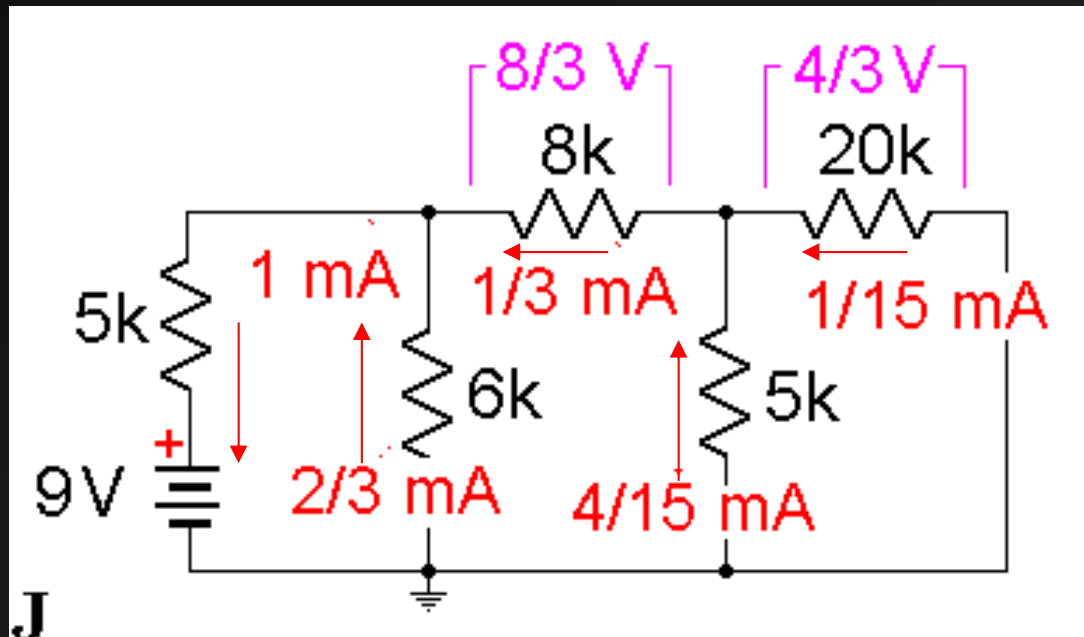 8/3 V 4/3 V
8k 20k
1 mA 1/3 mA 1/15 mA
5k
6k 5k
+
9V 2/3 mA 4/15 mA
J